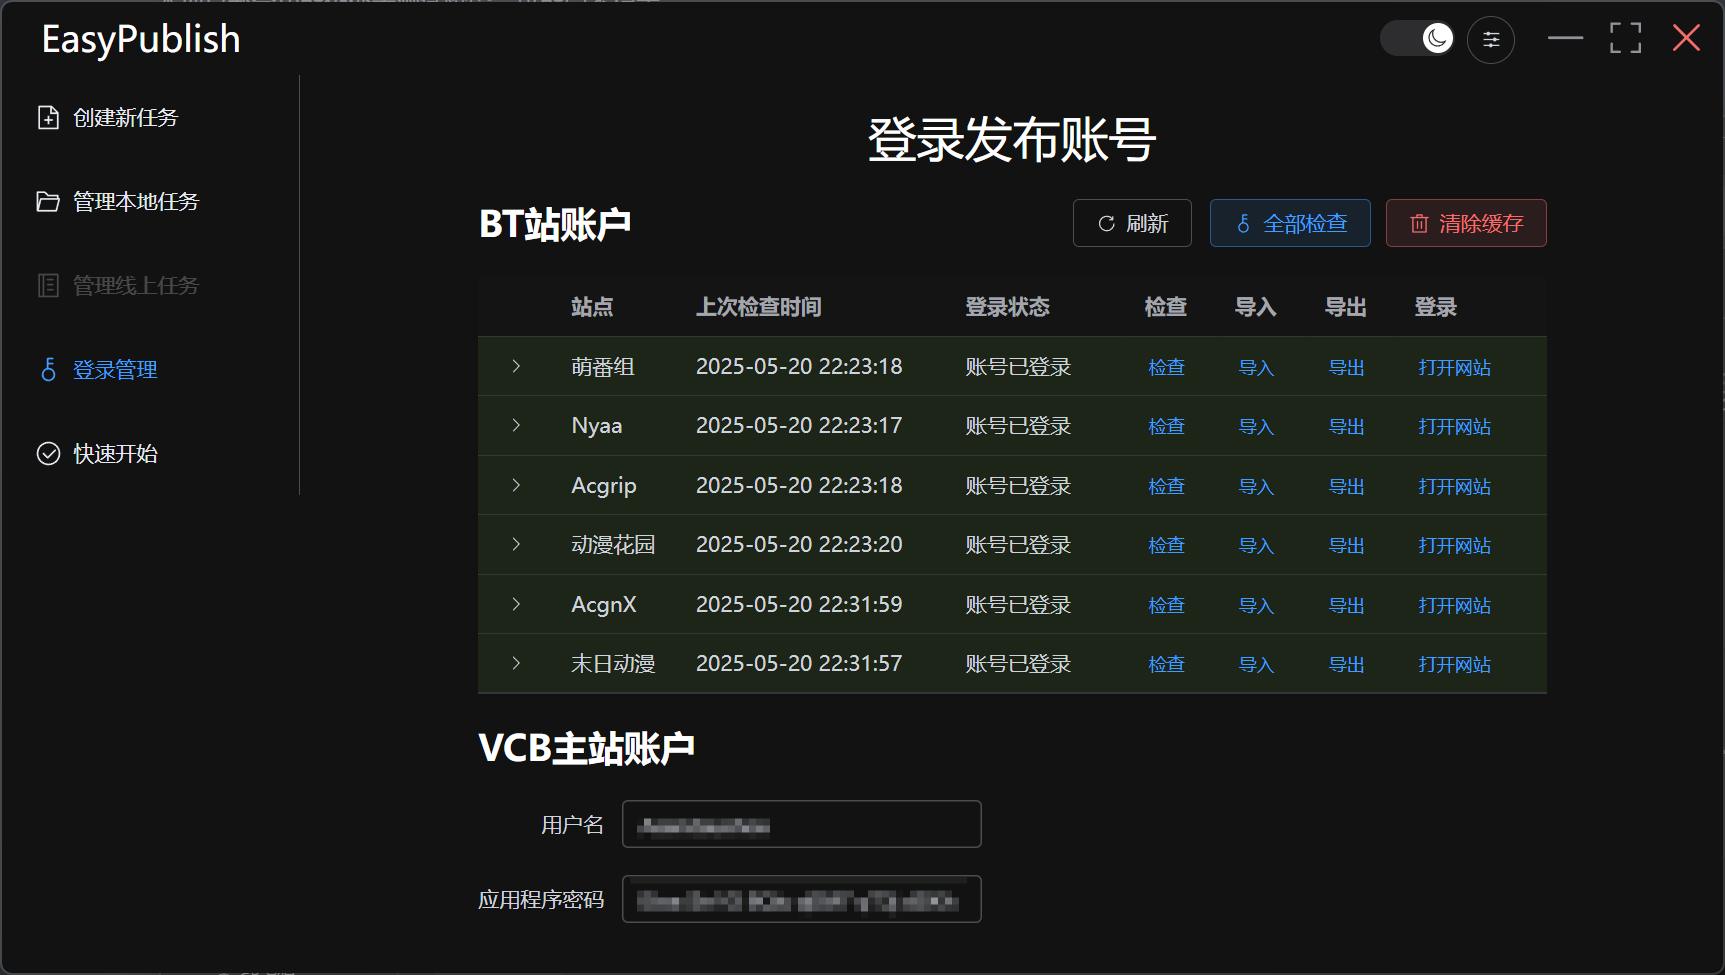 EasyPublish
创建新任务
管理本地任务
管理线上任务
登录管理
快速开始
登录发布账号
BT站账户
刷新 全部检查 清除缓存
站点 上次检查时间 登录状态 检查 导入 导出 登录
萌番组 2025-05-20 22:23:18 账号已登录 检查 导入 导出 打开网站
Nyaa 2025-05-20 22:23:17 账号已登录 检查 导入 导出 打开网站
Acgrip 2025-05-20 22:23:18 账号已登录 检查 导入 导出 打开网站
动漫花园 2025-05-20 22:23:20 账号已登录 检查 导入 导出 打开网站
AcgnX 2025-05-20 22:31:59 账号已登录 检查 导入 导出 打开网站
末日动漫 2025-05-20 22:31:57 账号已登录 检查 导入 导出 打开网站
VCB主站账户
用户名
应用程序密码